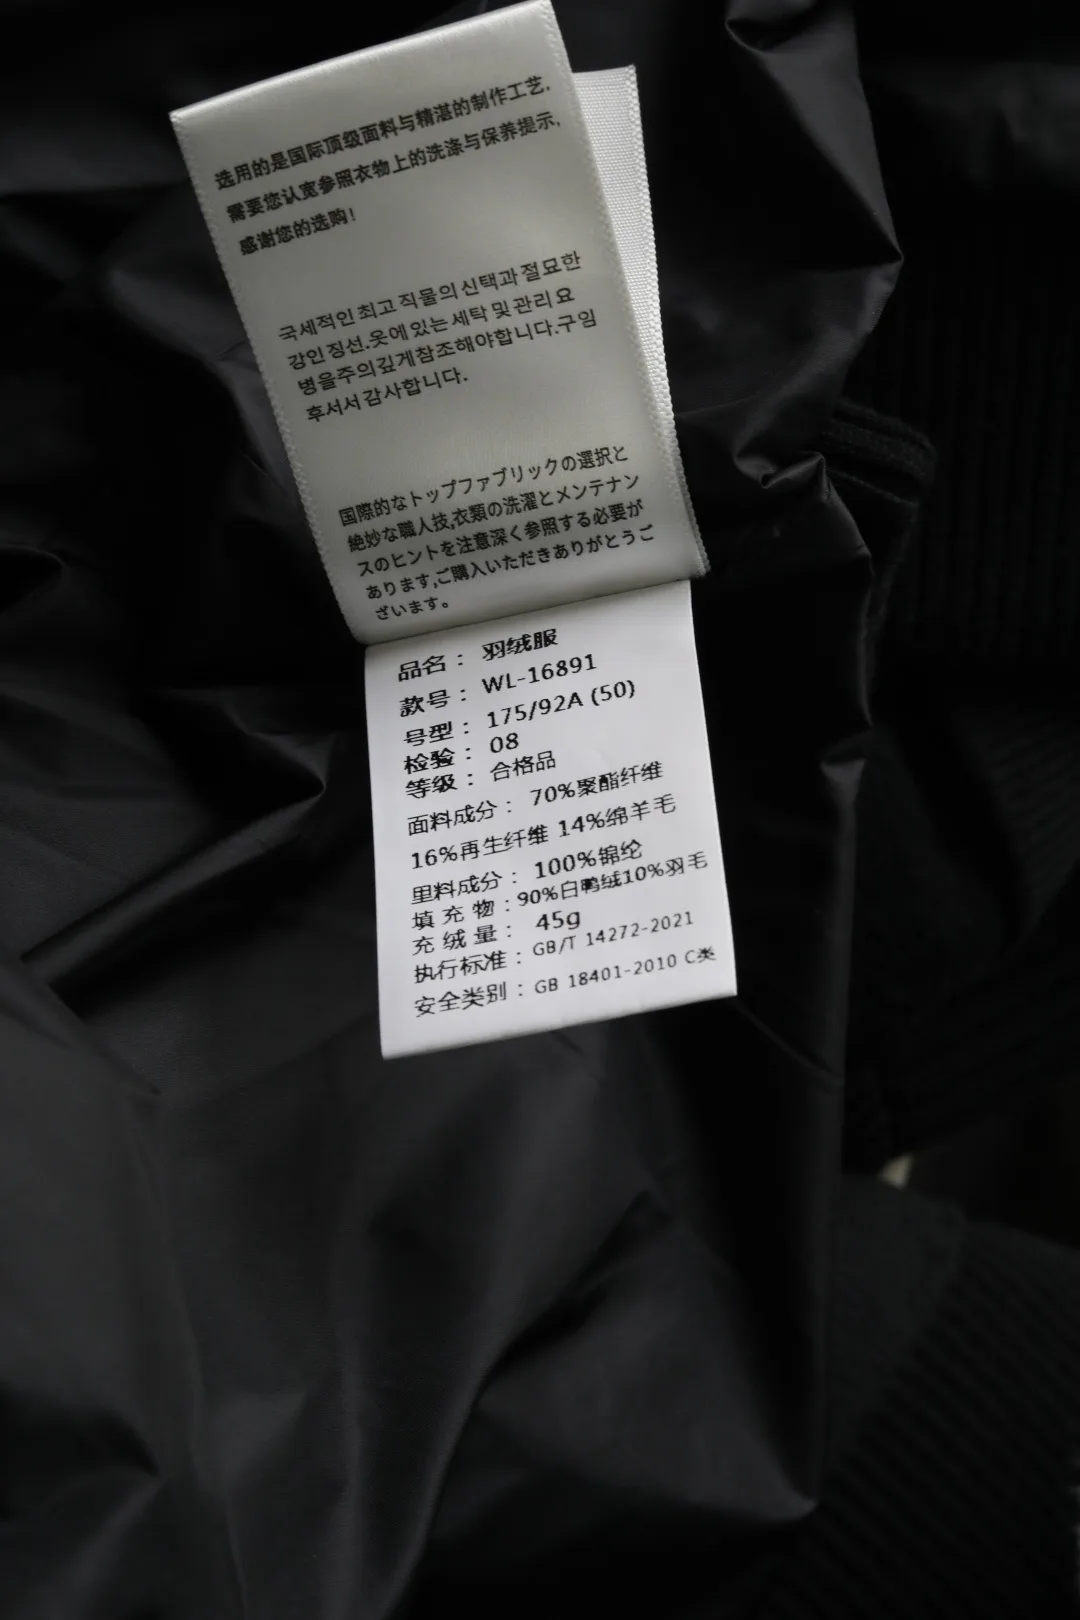 选用的是国际顶级面料与精湛的制作工艺,
需要您认宽参照衣物上的洗涤与保养提示,
感谢您的选购!
국세적인최고직물의신택과절묘한
강인징선.옷에있는세탁및관리요
병을주의깊게참조해야합니다.구임
후서서감사합니다.
国際的なトップファブリックの選択と
絶妙な職人技,衣類の洗濯とメンテナン
スのヒントを注意深く参照する必要が
あります,ご購入いただきありがとうご
ざいます。
品名：羽绒服
款号：WL-16891
号型：175/92A (50)
检验：08
等级：合格品
面料成分：70%聚酯纤维
16%再生纤维 14%绵羊毛
里料成分：100%锦纶
填充物：90%白鸭绒10%羽毛
充绒量：45g
执行标准：GB/T 14272-2021
安全类别：GB 18401-2010 C类